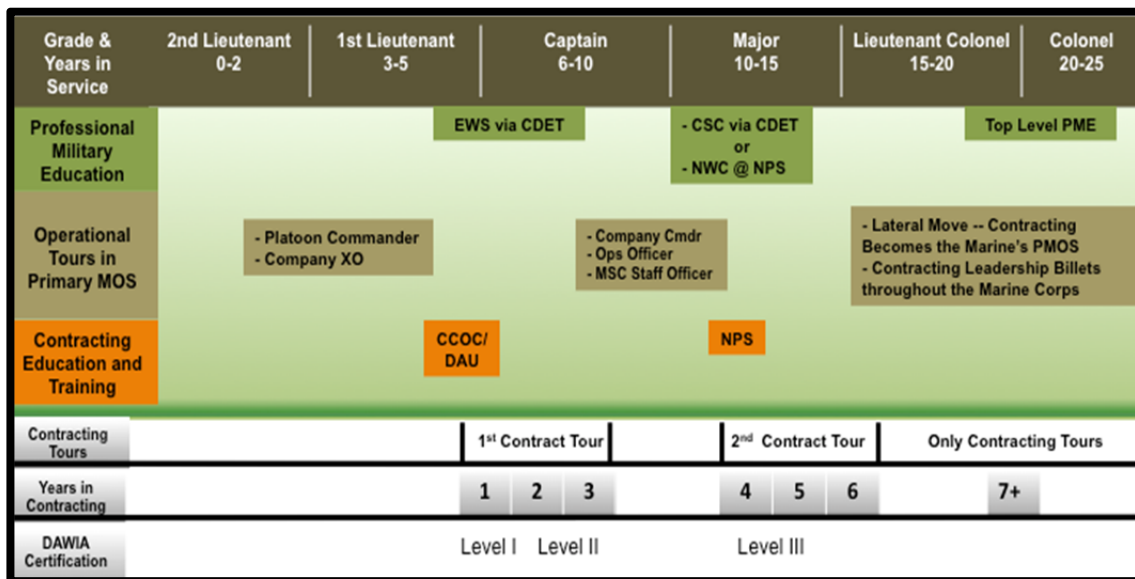 Grade &
Years in
Service
2nd Lieutenant
0-2
1st Lieutenant
3-5
Captain
6-10
Major
10-15
Lieutenant Colonel
15-20
Colonel
20-25
Professional
Military
Education
EWS via CDET
- CSC via CDET
or
- NWC @ NPS
Top Level PME
Operational
Tours in
Primary MOS
- Platoon Commander
- Company XO
- Company Cmdr
- Ops Officer
- MSC Staff Officer
- Lateral Move -- Contracting
Becomes the Marine's PMOS
- Contracting Leadership Billets
throughout the Marine Corps
Contracting
Education and
Training
CCOC/
DAU
NPS
Contracting
Tours
1st Contract Tour
2nd Contract Tour
Only Contracting Tours
Years in
Contracting
1 2 3 4 5 6 7+
DAWIA
Certification
Level I Level II Level III